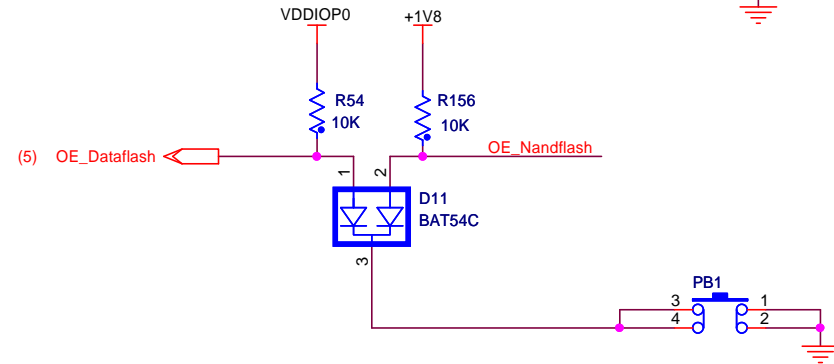 VDDIOP0 +1V8
R54 R156
10K 10K
(5) OE_Dataflash OE_Nandflash
1 2
D11
BAT54C
3
PB1
3 1
4 2